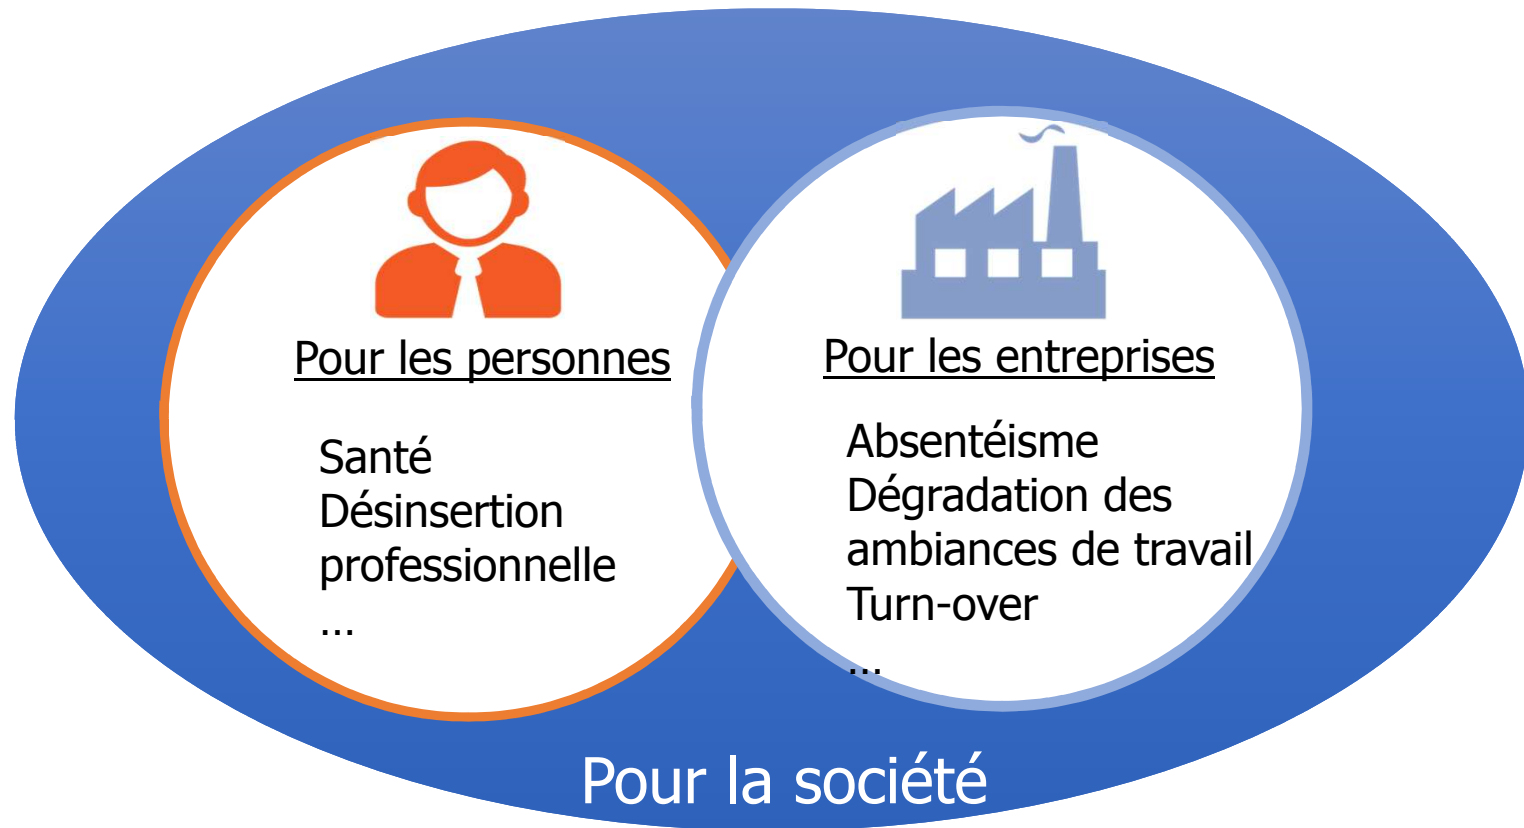 Pour les personnes
Santé
Désinsertion
professionnelle
…
Pour les entreprises
Absentéisme
Dégradation des
ambiances de travail
Turn-over
…
Pour la société